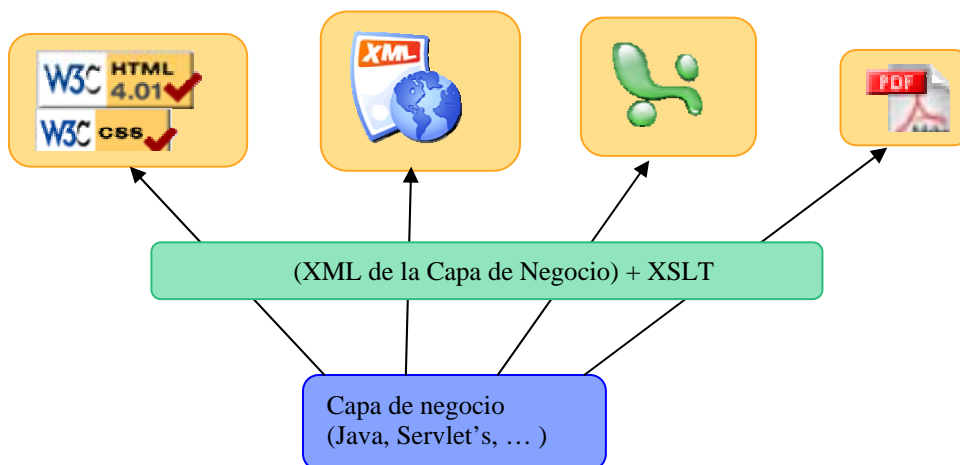 W3C HTML
4.01
W3C css
XML
PDF
(XML de la Capa de Negocio) + XSLT
Capa de negocio
(Java, Servlet’s, … )